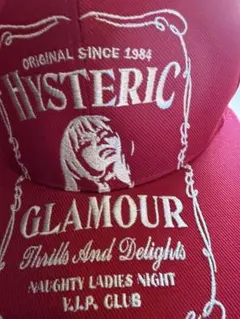 ORIGINAL SINCE 1984
HYSTERIC
GLAMOUR
Thrills And Delights
NAUGHTY LADIES NIGHT
V.I.P. CLUB